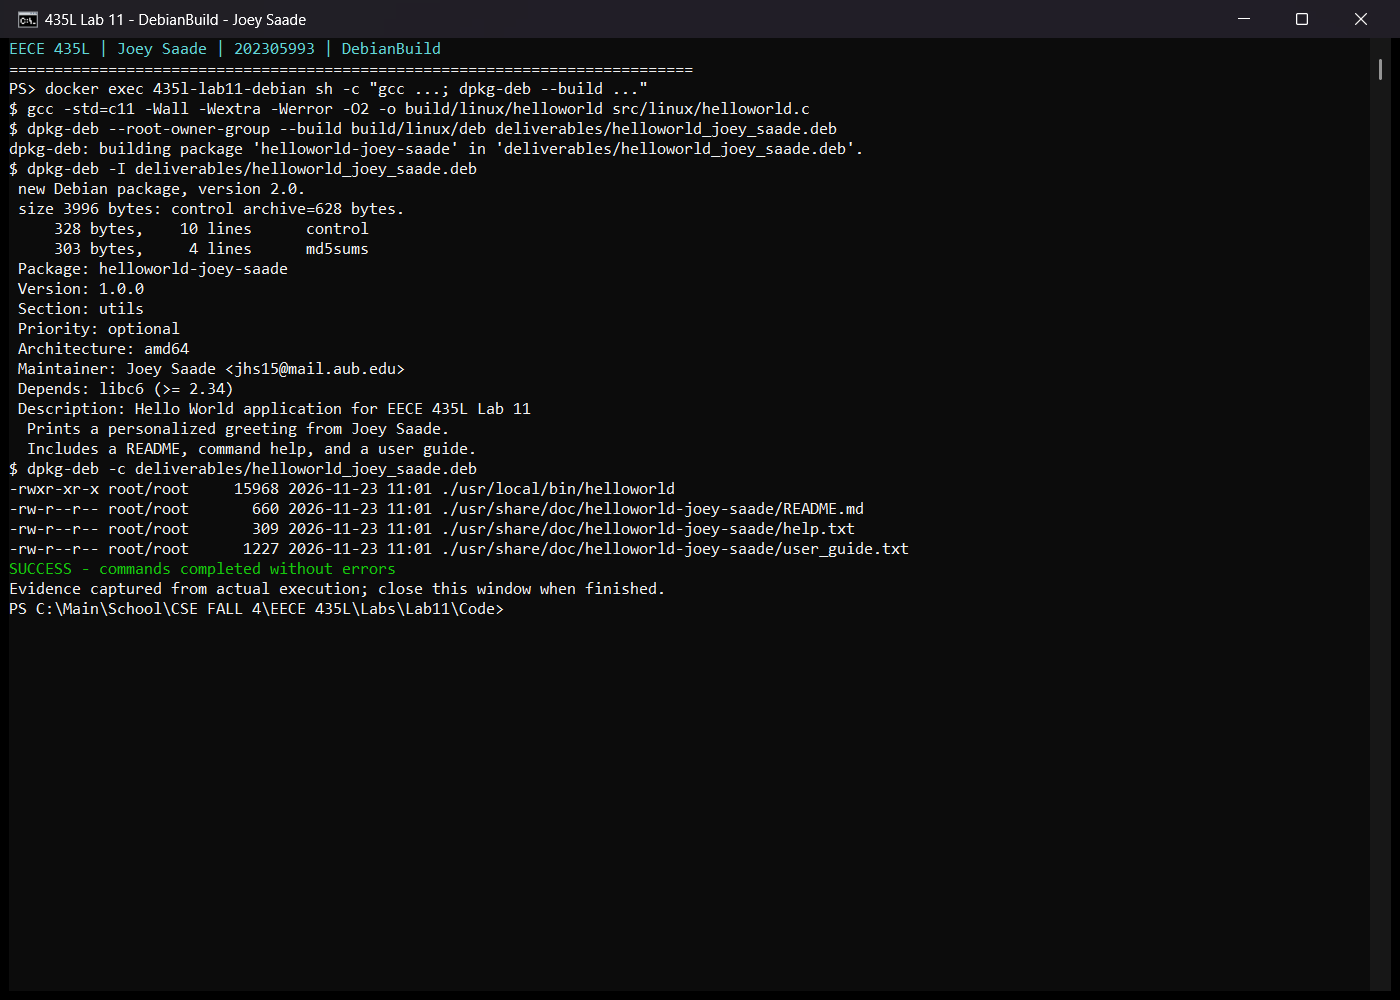 435L Lab 11 - DebianBuild - Joey Saade
EECE 435L | Joey Saade | 202305993 | DebianBuild
============================================================================
PS> docker exec 435l-lab11-debian sh -c "gcc ...; dpkg-deb --build ..."
$ gcc -std=c11 -Wall -Wextra -Werror -O2 -o build/linux/helloworld src/linux/helloworld.c
$ dpkg-deb --root-owner-group --build build/linux/deb deliverables/helloworld_joey_saade.deb
dpkg-deb: building package 'helloworld-joey-saade' in 'deliverables/helloworld_joey_saade.deb'.
$ dpkg-deb -I deliverables/helloworld_joey_saade.deb
 new Debian package, version 2.0.
 size 3996 bytes: control archive=628 bytes.
     328 bytes,    10 lines      control
     303 bytes,     4 lines      md5sums
 Package: helloworld-joey-saade
 Version: 1.0.0
 Section: utils
 Priority: optional
 Architecture: amd64
 Maintainer: Joey Saade <jhs15@mail.aub.edu>
 Depends: libc6 (>= 2.34)
 Description: Hello World application for EECE 435L Lab 11
  Prints a personalized greeting from Joey Saade.
  Includes a README, command help, and a user guide.
$ dpkg-deb -c deliverables/helloworld_joey_saade.deb
-rwxr-xr-x root/root     15968 2026-11-23 11:01 ./usr/local/bin/helloworld
-rw-r--r-- root/root       660 2026-11-23 11:01 ./usr/share/doc/helloworld-joey-saade/README.md
-rw-r--r-- root/root       309 2026-11-23 11:01 ./usr/share/doc/helloworld-joey-saade/help.txt
-rw-r--r-- root/root      1227 2026-11-23 11:01 ./usr/share/doc/helloworld-joey-saade/user_guide.txt
SUCCESS - commands completed without errors
Evidence captured from actual execution; close this window when finished.
PS C:\Main\School\CSE FALL 4\EECE 435L\Labs\Lab11\Code>